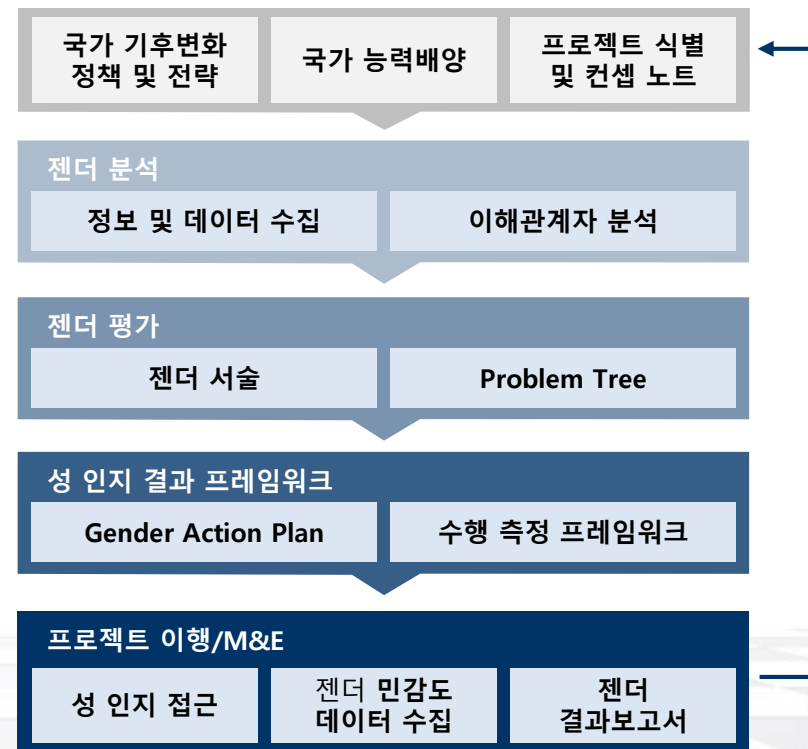 국가 기후변화
정책 및 전략
국가 능력배양
프로젝트 식별
및 컨셉 노트
젠더 분석
정보 및 데이터 수집
이해관계자 분석
젠더 평가
젠더 서술
Problem Tree
성 인지 결과 프레임워크
Gender Action Plan
수행 측정 프레임워크
프로젝트 이행/M&E
성 인지 접근
젠더 민감도
데이터 수집
젠더
결과보고서